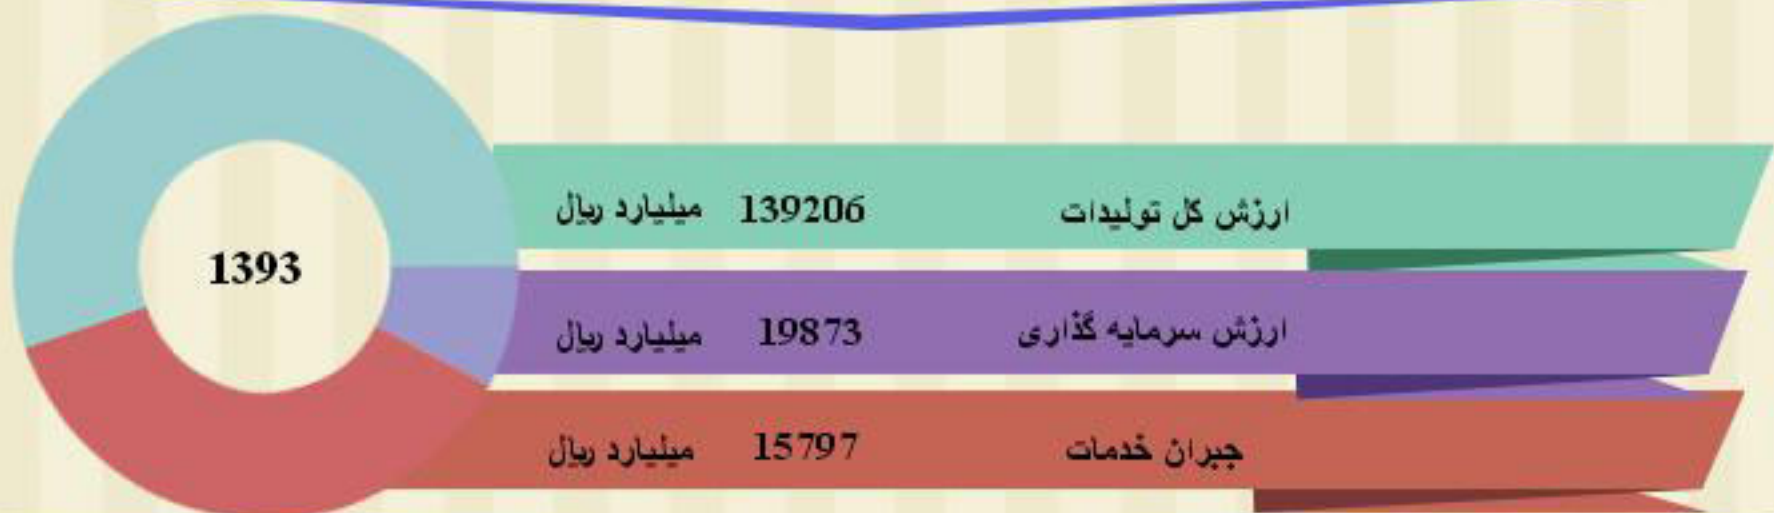 1393
ارزش کل تولیدات 139206 میلیارد ریال
ارزش سرمایه گذاری 19873 میلیارد ریال
جبران خدمات 15797 میلیارد ریال